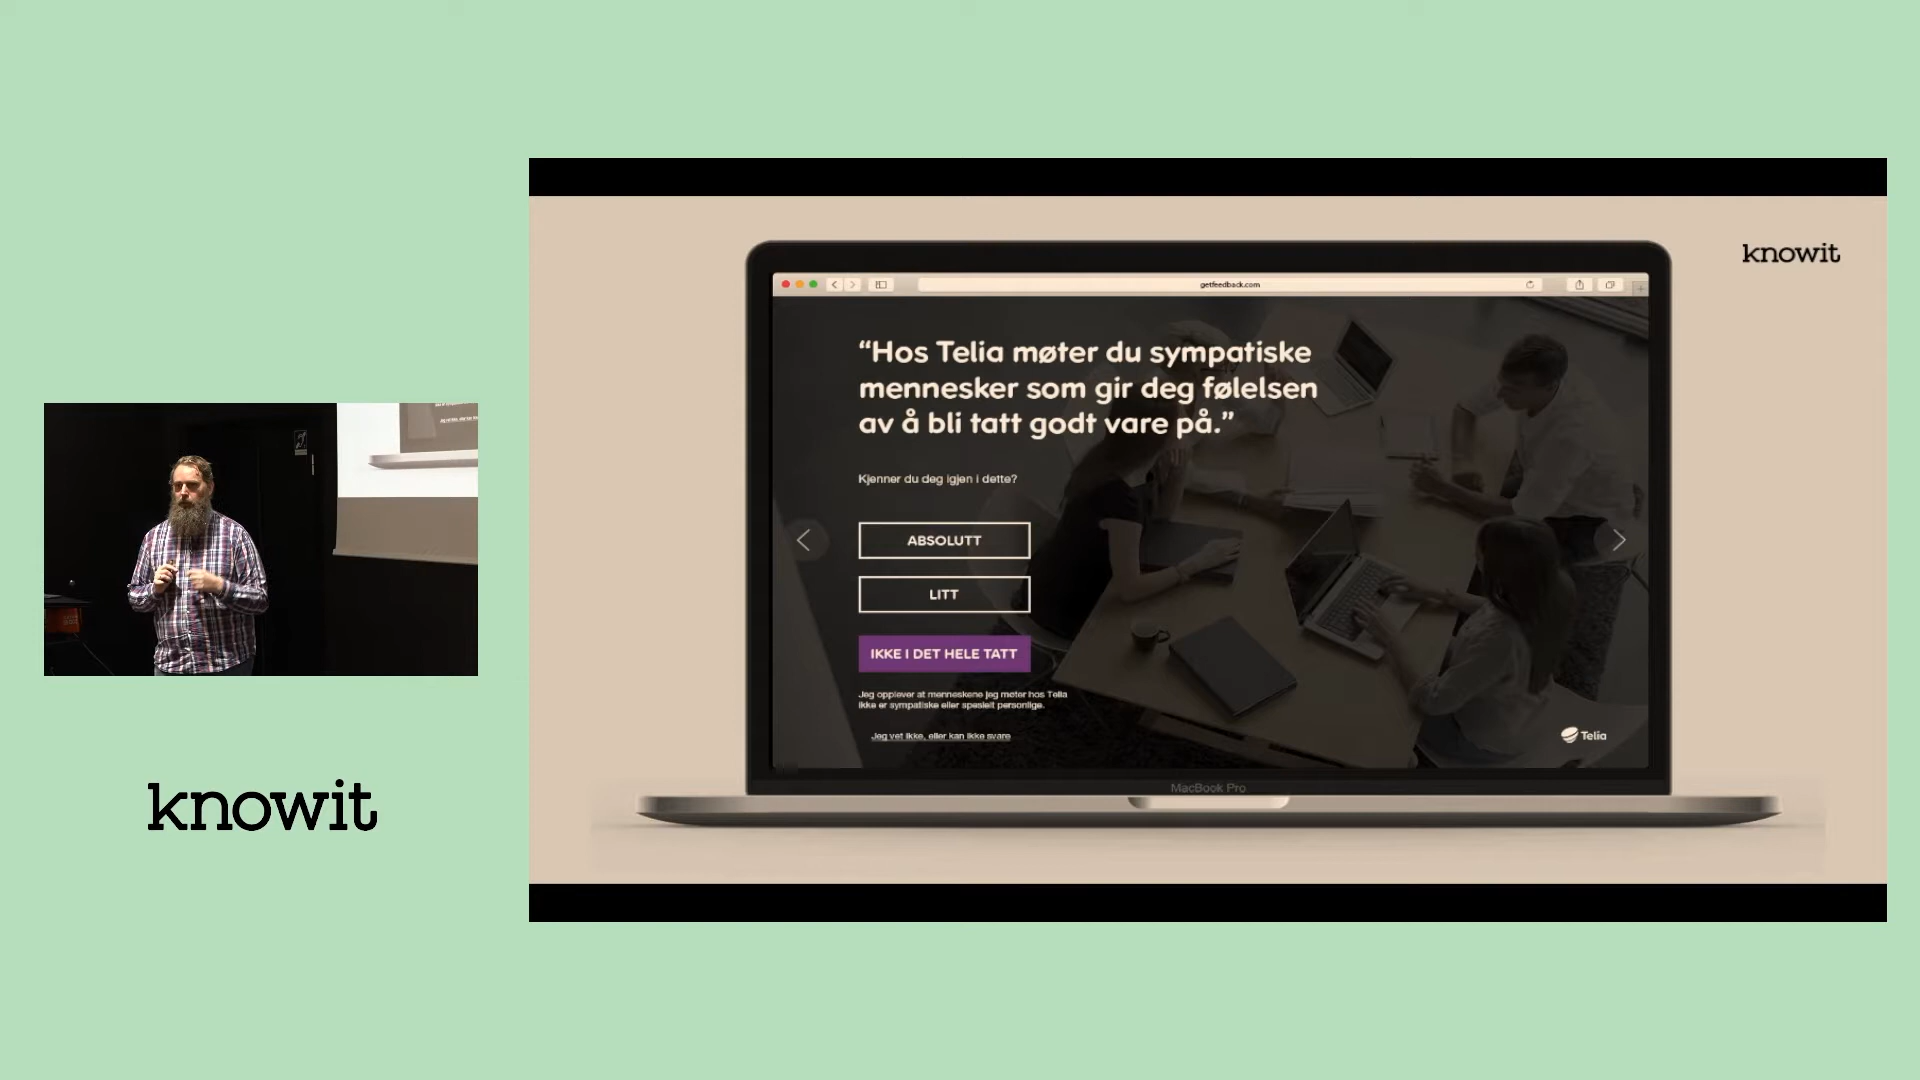 knowit
knowit
getfeedback.com
“Hos Telia møter du sympatiske
mennesker som gir deg følelsen
av å bli tatt godt vare på.”
Kjenner du deg igjen i dette?
ABSOLUTT
LITT
IKKE I DET HELE TATT
Jeg opplever at menneskene jeg møter hos Telia
ikke er sympatiske eller spesielt personlige.
Jeg vet ikke, eller kan ikke svare
Telia
MacBook Pro